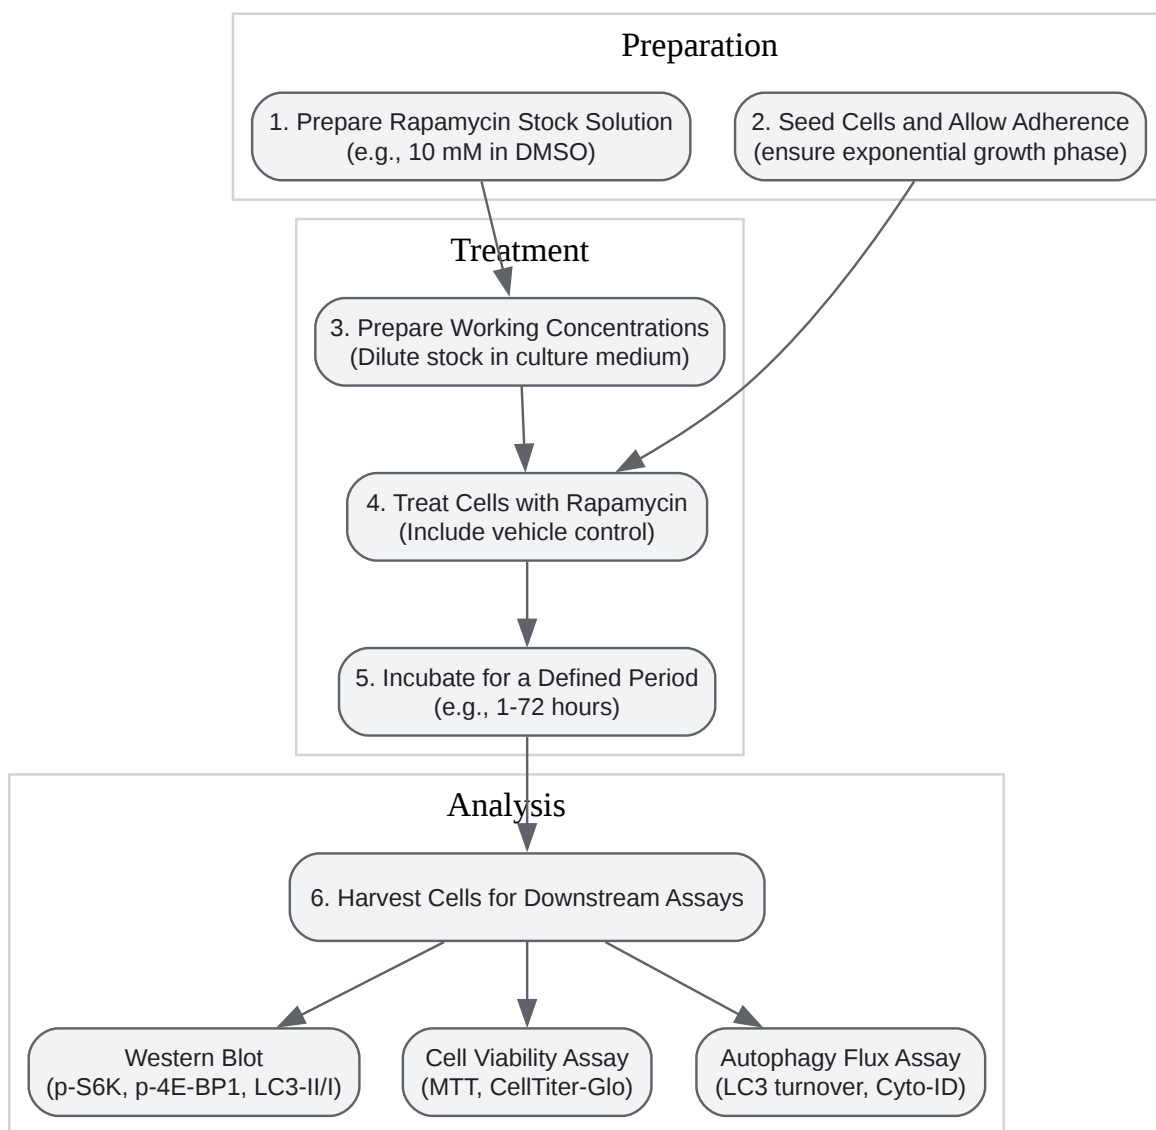 Preparation
1. Prepare Rapamycin Stock Solution
(e.g., 10 mM in DMSO)
2. Seed Cells and Allow Adherence
(ensure exponential growth phase)
Treatment
3. Prepare Working Concentrations
(Dilute stock in culture medium)
4. Treat Cells with Rapamycin
(Include vehicle control)
5. Incubate for a Defined Period
(e.g., 1-72 hours)
Analysis
6. Harvest Cells for Downstream Assays
Western Blot
(p-S6K, p-4E-BP1, LC3-II/I)
Cell Viability Assay
(MTT, CellTiter-Glo)
Autophagy Flux Assay
(LC3 turnover, Cyto-ID)